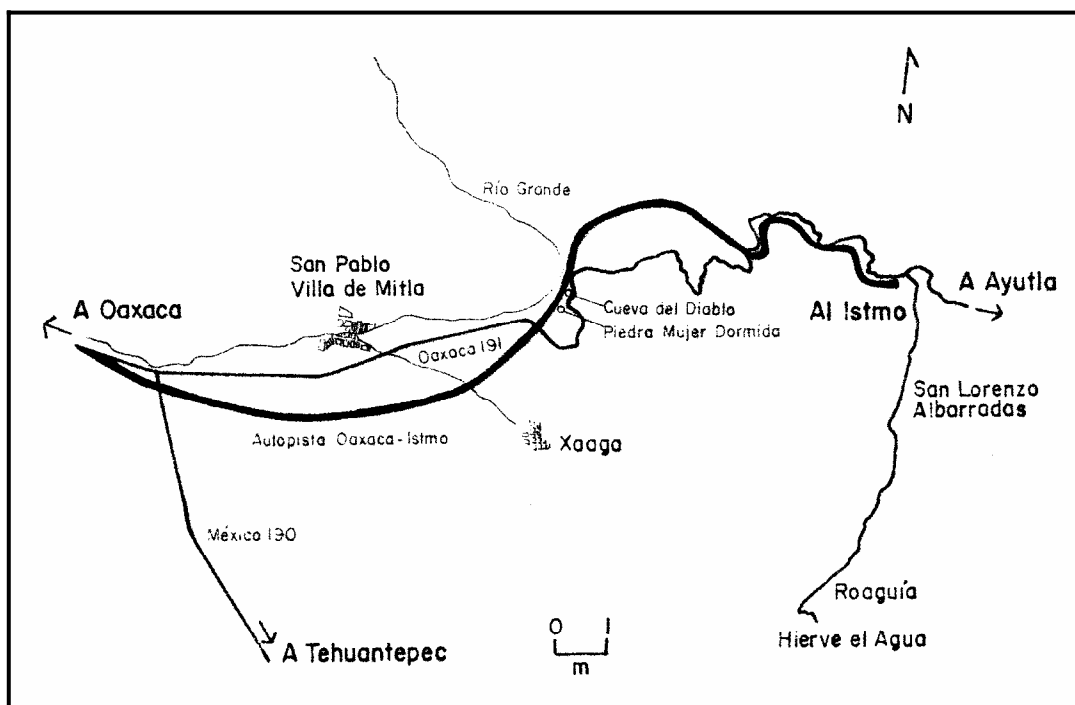 N
Río Grande
San Pablo
Villa de Mitla
A Oaxaca
A Ayutla
Cueva del Diablo
Al Istmo
Piedra Mujer Dormida
Oaxaca 191
San Lorenzo
Albarradas
Autopista Oaxaca-Istmo
Xaaga
México 190
Roaguía
0 1
m
Hierve el Agua
A Tehuantepec